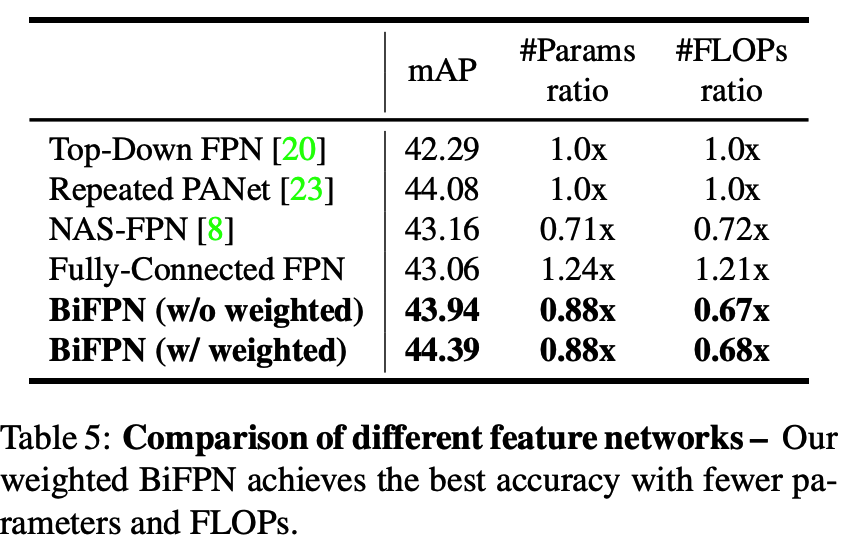 mAP #Params ratio #FLOPs ratio
Top-Down FPN [20] 42.29 1.0x 1.0x
Repeated PANet [23] 44.08 1.0x 1.0x
NAS-FPN [8] 43.16 0.71x 0.72x
Fully-Connected FPN 43.06 1.24x 1.21x
BiFPN (w/o weighted) 43.94 0.88x 0.67x
BiFPN (w/ weighted) 44.39 0.88x 0.68x
Table 5: Comparison of different feature networks – Our
weighted BiFPN achieves the best accuracy with fewer pa-
rameters and FLOPs.